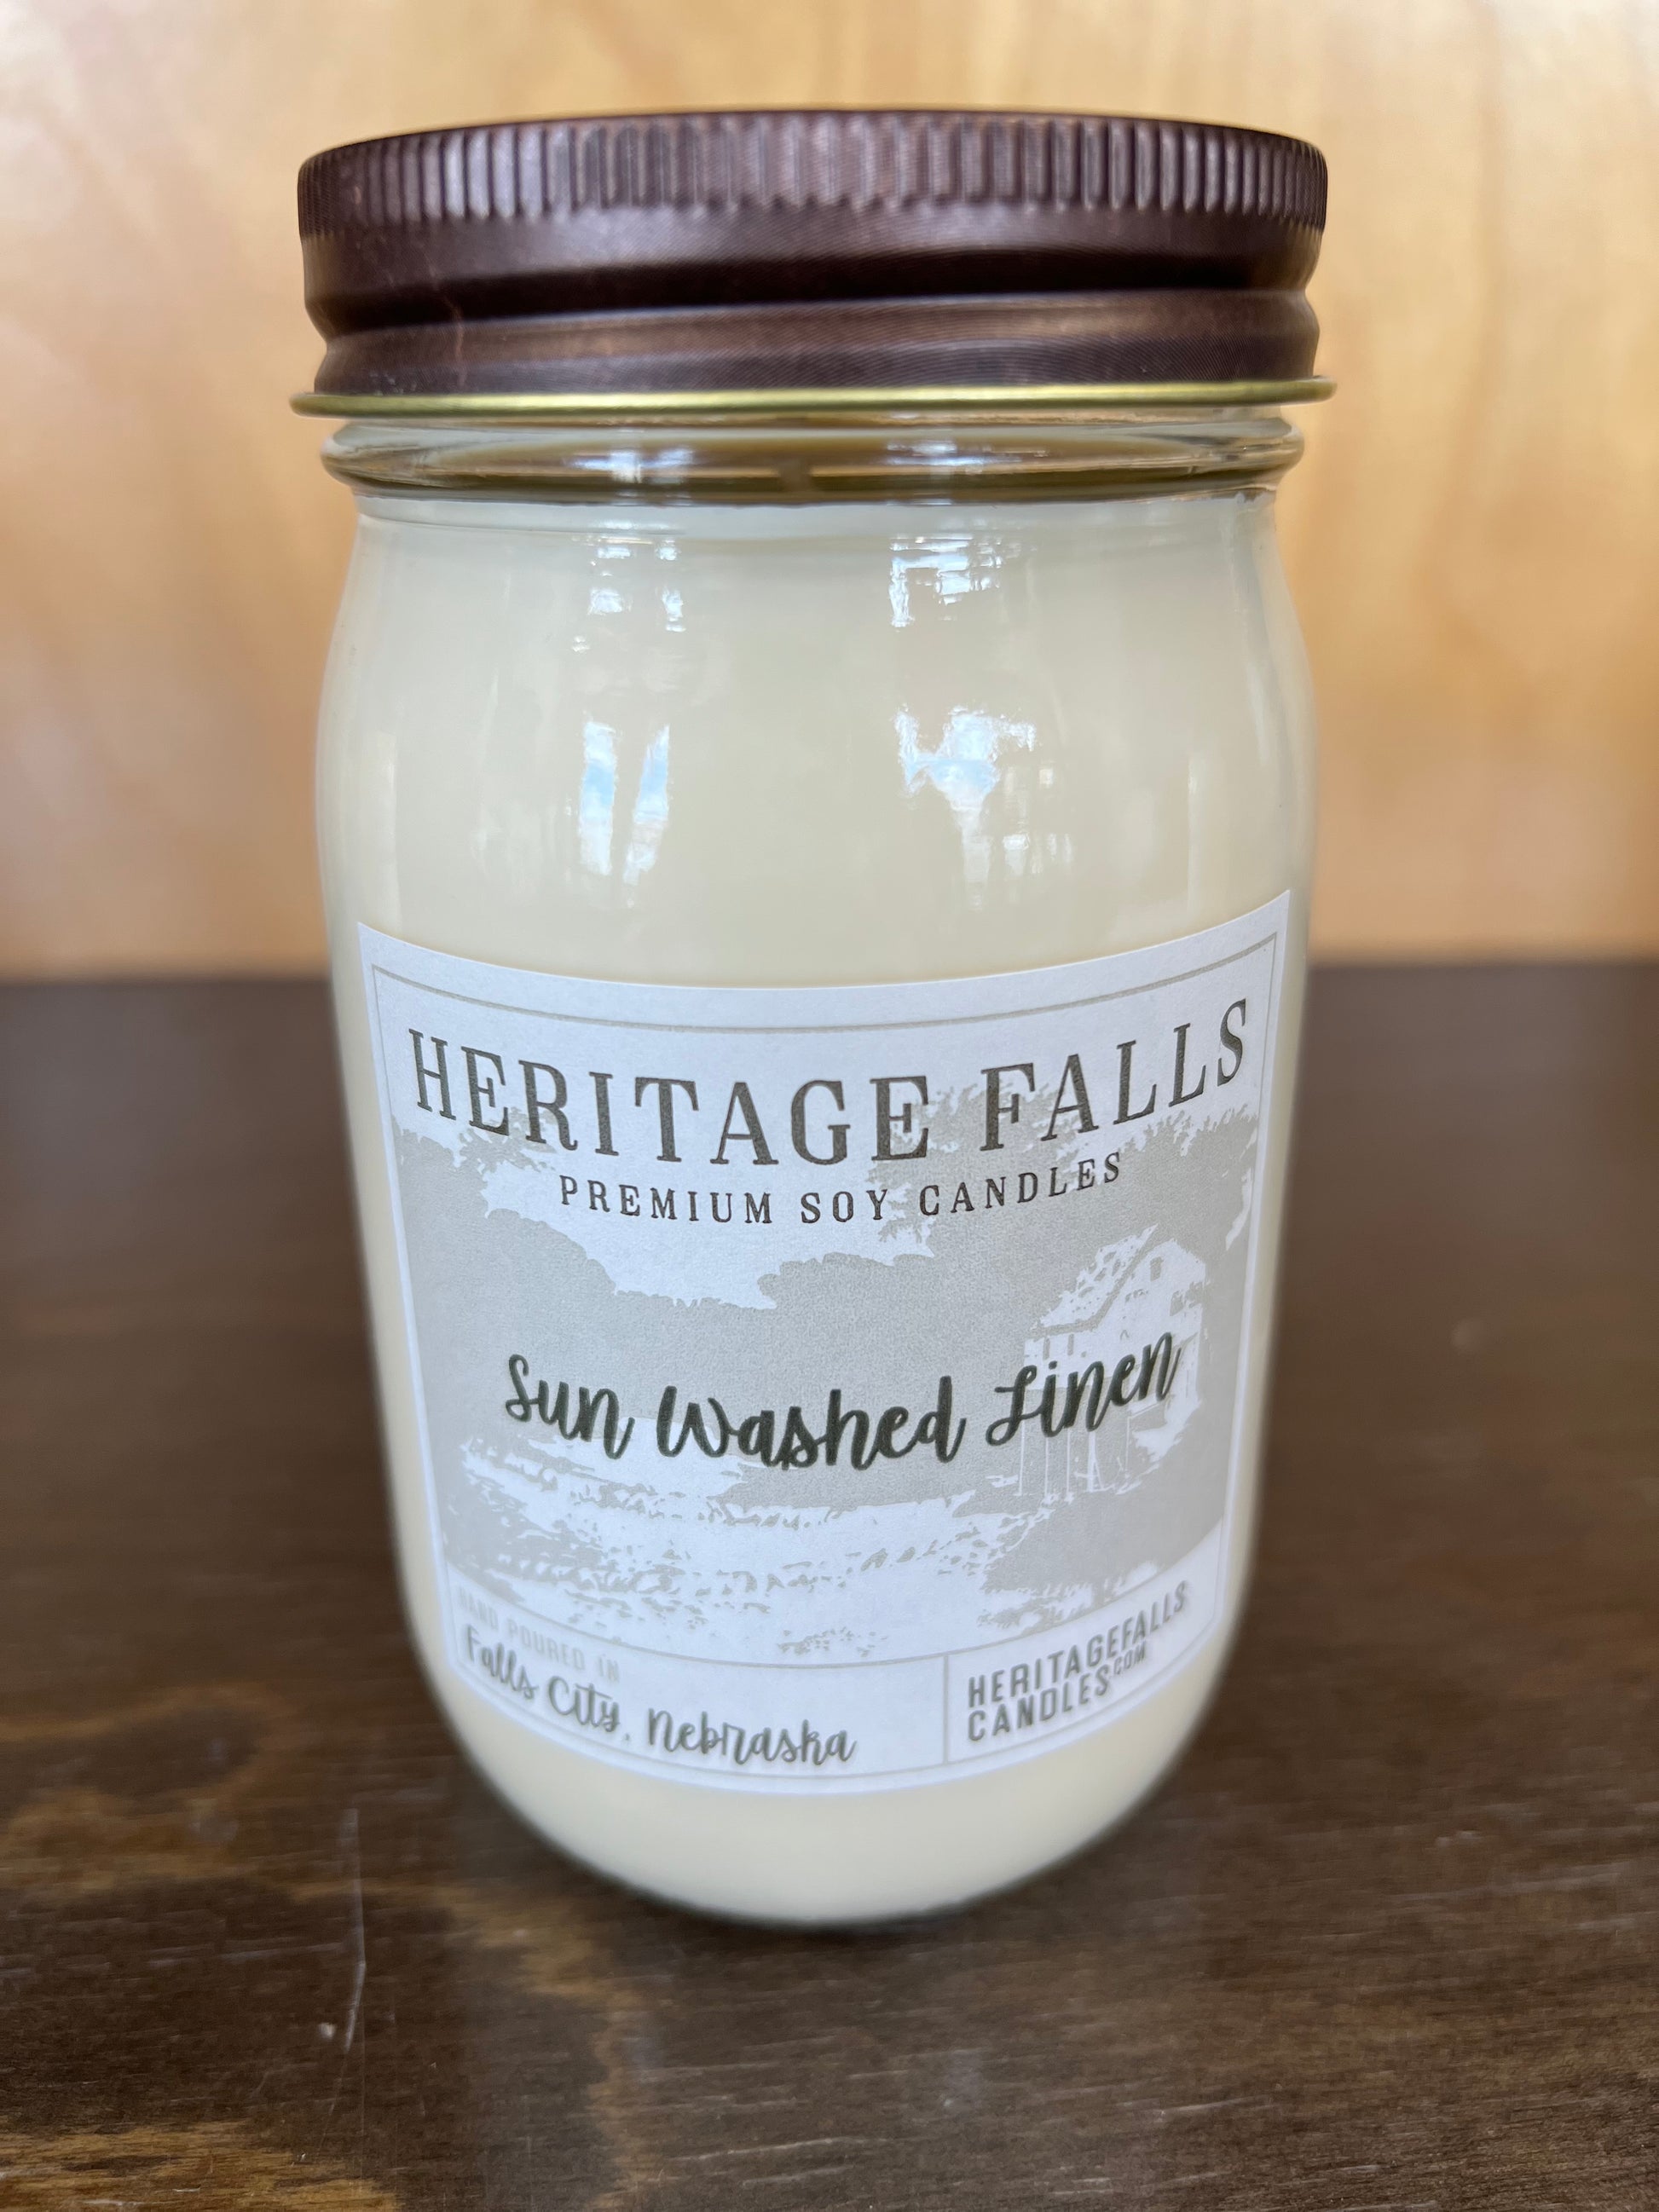 HERITAGE FALLS
PREMIUM SOY CANDLES
Sun Washed Linen
HAND POURED IN
Falls City, Nebraska
HERITAGEFALLS
CANDLES.COM